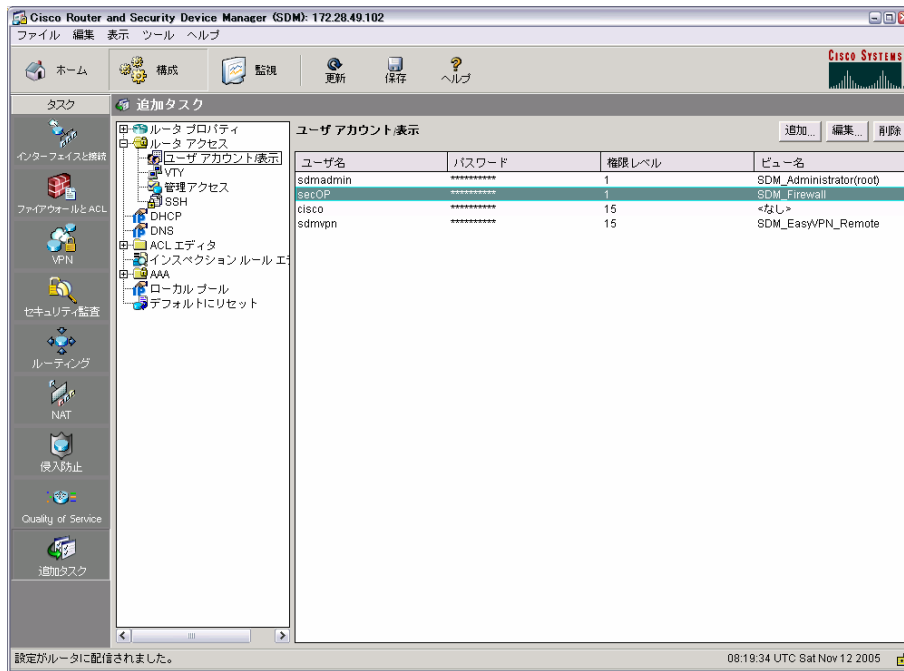 Cisco Router and Security Device Manager (SDM): 172.28.49.102
ファイル 編集 表示 ツール ヘルプ
ホーム 構成 監視 更新 保存 ヘルプ
CISCO SYSTEMS
タスク
追加タスク
インターフェイスと接続
ファイアウォールと ACL
VPN
セキュリティ監査
ルーティング
NAT
侵入防止
Quality of Service
追加タスク
ルータ プロパティ
ルータ アクセス
ユーザ アカウント/表示
VTY
管理アクセス
SSH
DHCP
DNS
ACL エディタ
インスペクション ルール エ
AAA
ローカル プール
デフォルトにリセット
ユーザ アカウント/表示
追加... 編集... 削除
ユーザ名 パスワード 権限レベル ビュー名
sdmadmin ********** 1 SDM_Administrator(root)
secOP ********** 1 SDM_Firewall
cisco ********** 15 <なし>
sdmvpn ********** 15 SDM_EasyVPN_Remote
設定がルータに配信されました。
08:19:34 UTC Sat Nov 12 2005